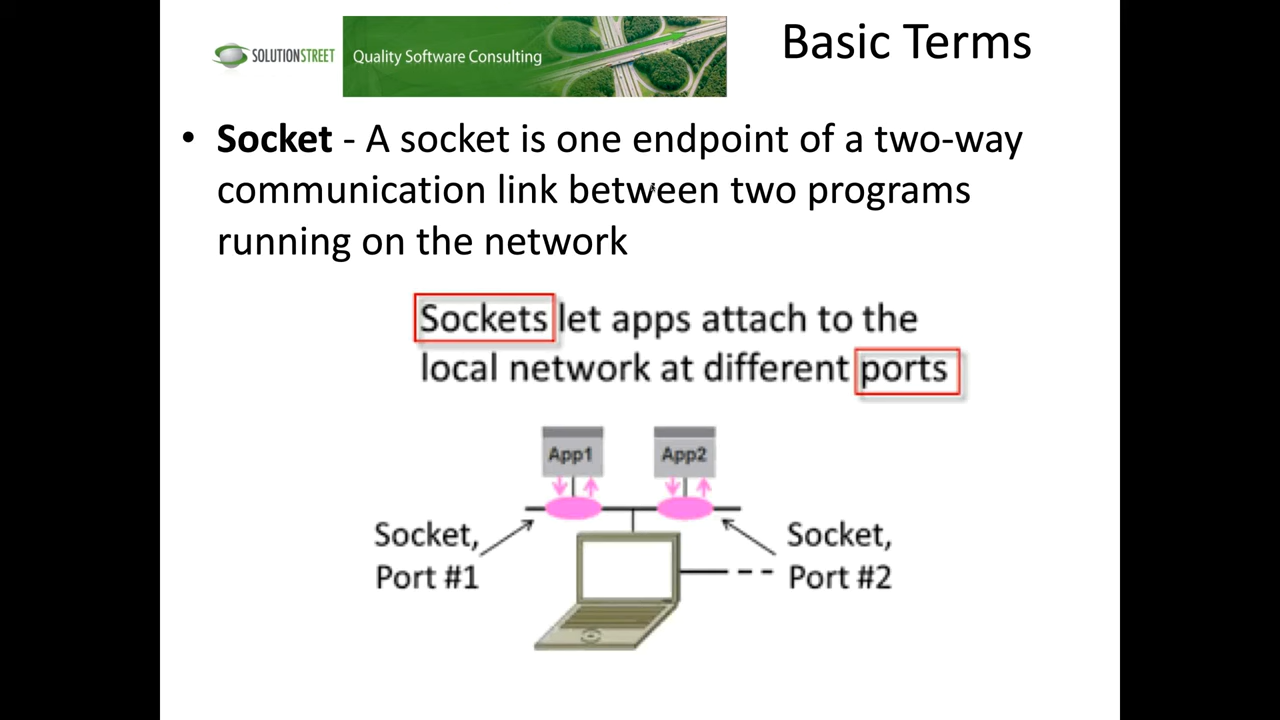 SOLUTIONSTREET
Quality Software Consulting
Basic Terms
• Socket - A socket is one endpoint of a two-way
communication link between two programs
running on the network
Sockets let apps attach to the
local network at different ports
App1
App2
Socket,
Port #1
Socket,
Port #2